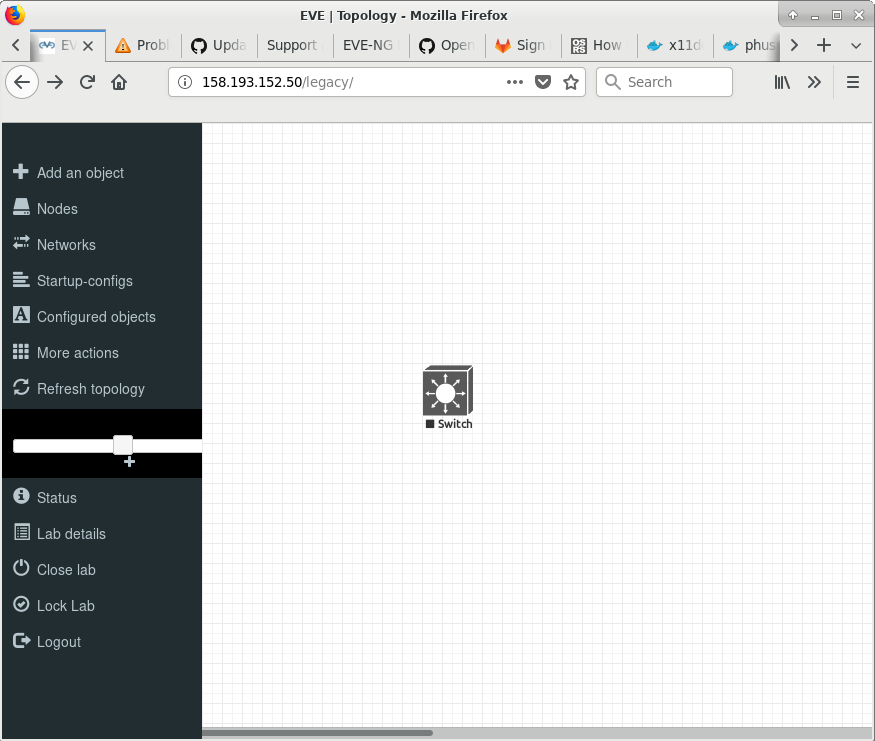 EVE | Topology - Mozilla Firefox
EV Probl Upda Support EVE-NG Open Sign How x11d phus
158.193.152.50/legacy/ Search
Add an object
Nodes
Networks
Startup-configs
Configured objects
More actions
Refresh topology
Switch
Status
Lab details
Close lab
Lock Lab
Logout